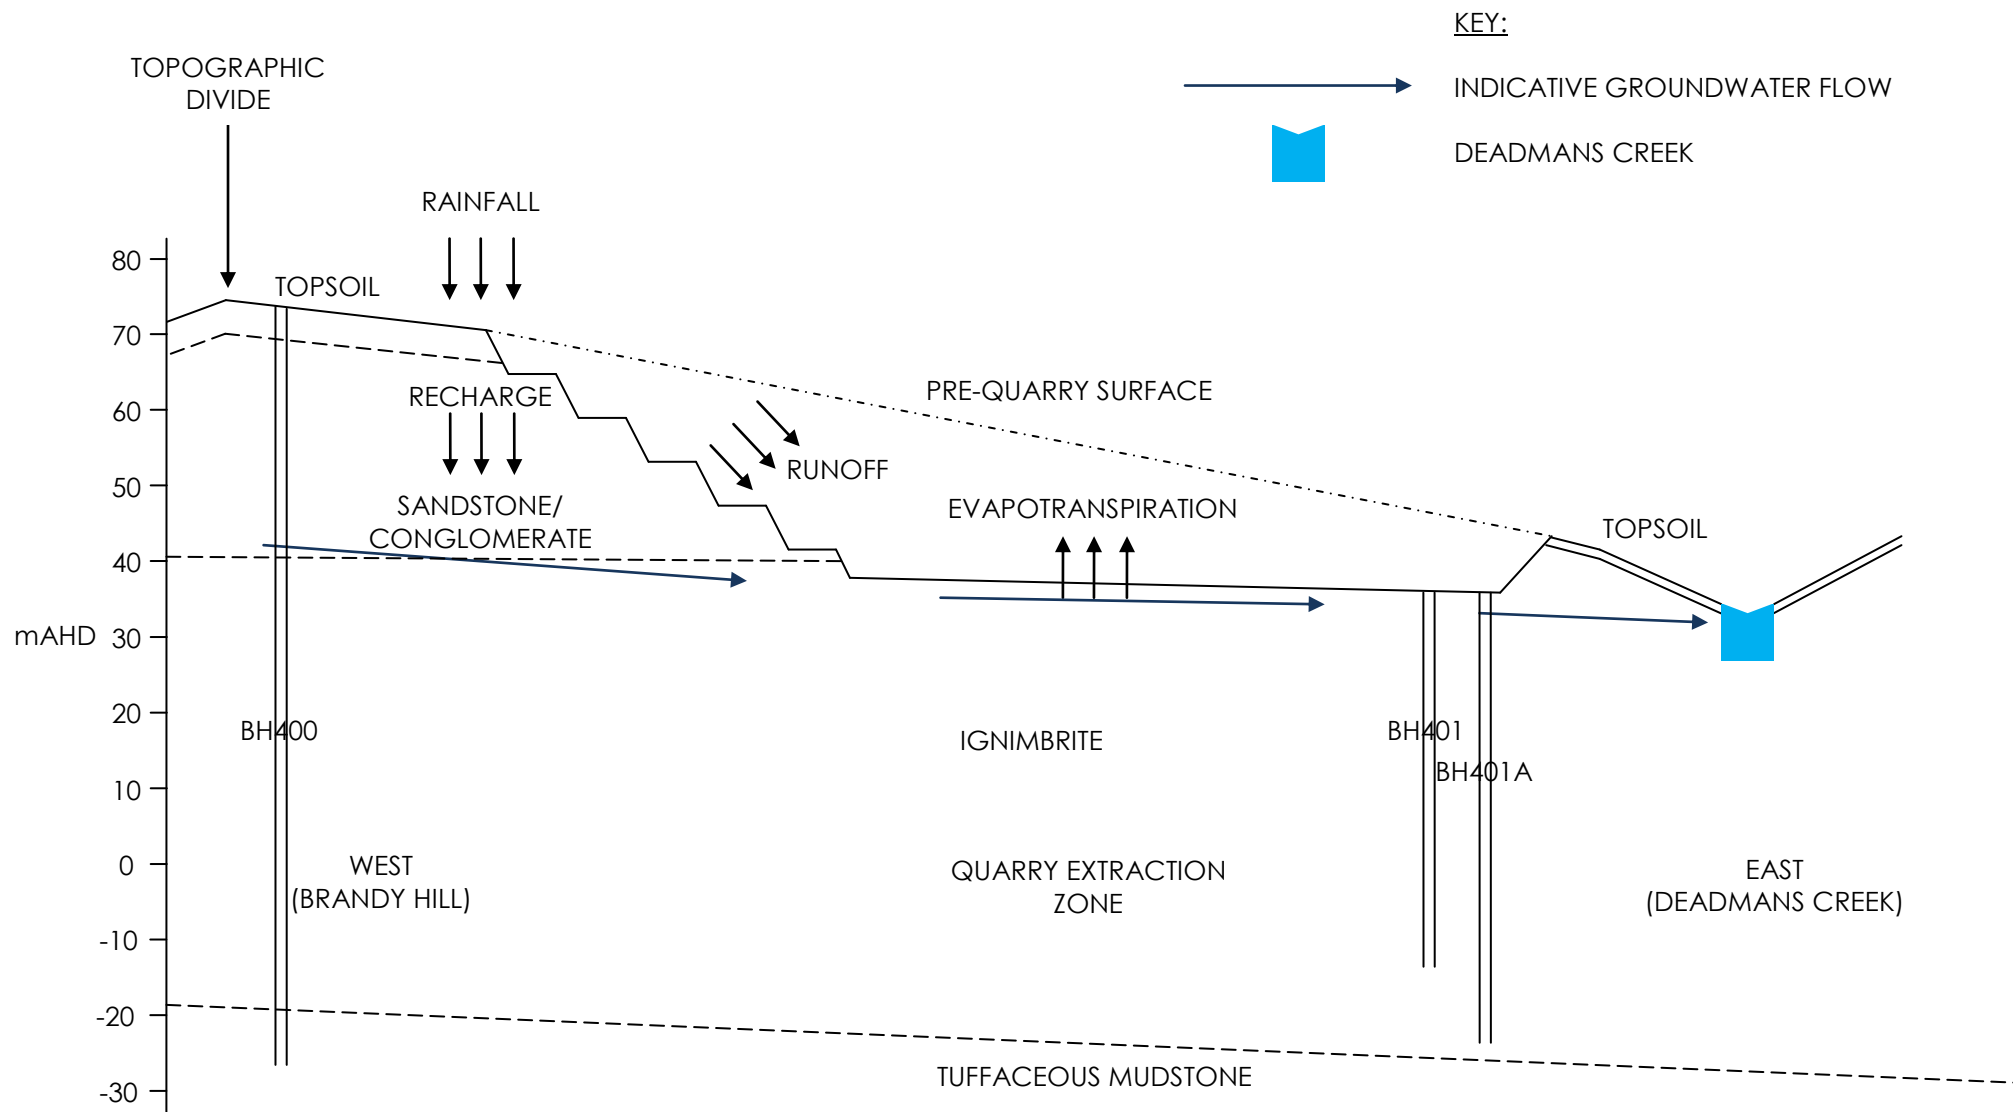 KEY:
TOPOGRAPHIC
DIVIDE
INDICATIVE GROUNDWATER FLOW
DEADMANS CREEK
RAINFALL
80
TOPSOIL
70
PRE-QUARRY SURFACE
RECHARGE
60
RUNOFF
50
SANDSTONE/
CONGLOMERATE
EVAPOTRANSPIRATION
TOPSOIL
40
mAHD 30
20
BH400
IGNIMBRITE
BH401
BH401A
10
0
WEST
(BRANDY HILL)
QUARRY EXTRACTION
ZONE
EAST
(DEADMANS CREEK)
-10
-20
TUFFACEOUS MUDSTONE
-30